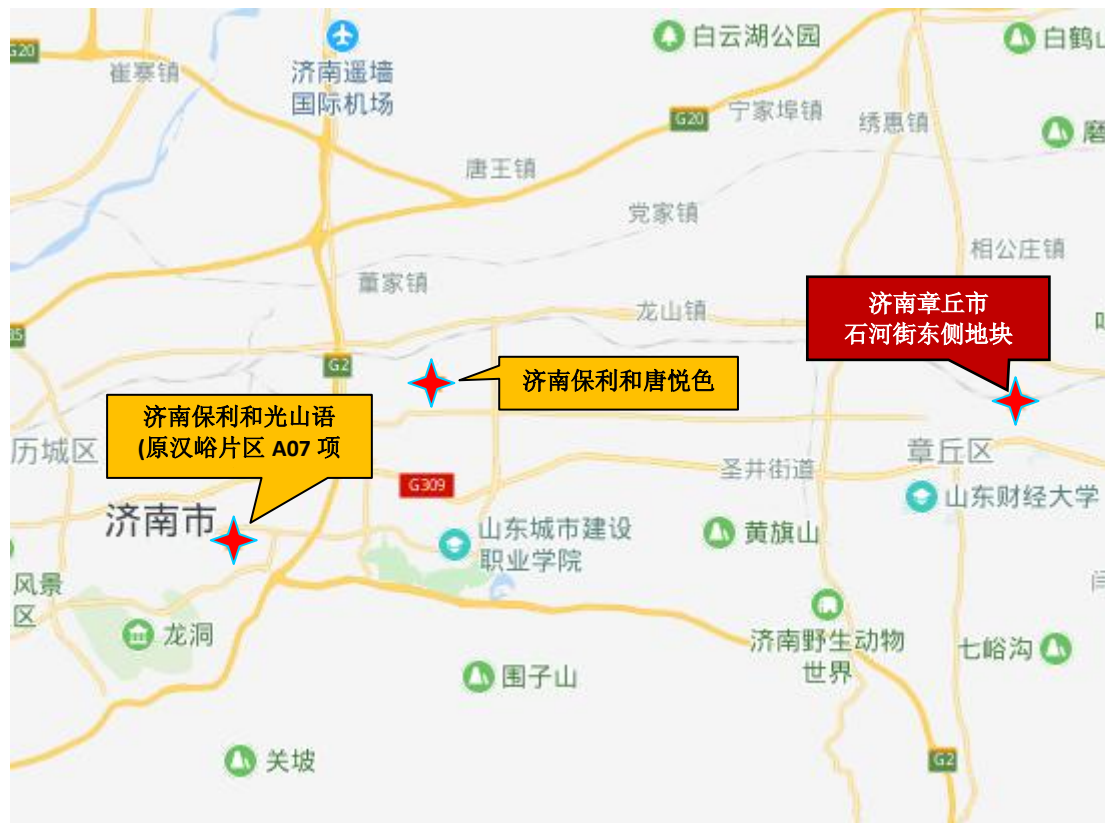 白云湖公园
白鹤山
G20
崔寨镇
济南遥墙
国际机场
G20
宁家埠镇
绣惠镇
唐王镇
党家镇
相公庄镇
董家镇
龙山镇
济南章丘市
石河街东侧地块
G2
济南保利和唐悦色
济南保利和光山语
(原汉峪片区 A07 项
历城区
章丘区
圣井街道
G309
山东财经大学
济南市
山东城市建设
职业学院
黄旗山
风景
区
龙洞
济南野生动物
世界
七峪沟
围子山
关坡
G2